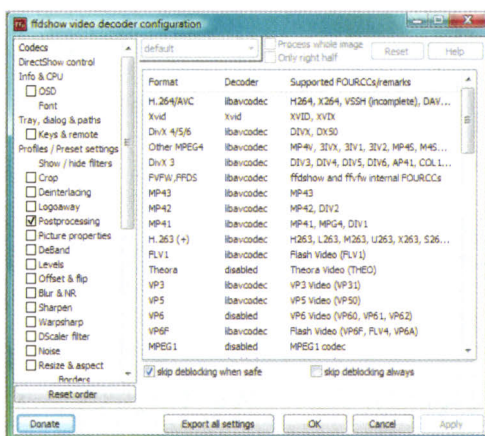 ffdshow video decoder configuration
Codecs
DirectShow control
Info & CPU
OSD
Font
Tray, dialog & paths
Keys & remote
Profiles / Preset settings
Show / hide filters
Crop
Deinterlacing
Logoaway
Postprocessing
Picture properties
DeBand
Levels
Offset & flip
Blur & NR
Sharpen
Warpsharp
DScaler filter
Noise
Resize & aspect
Borders
Reset order
default
Process whole image
Only right half
Reset
Help
Format Decoder Supported FOURCCs/remarks
H.264/AVC libavcodec H264, X264, VSSH (incomplete), DAV...
Xvid xvid XVID, XVIX
DivX 4/5/6 libavcodec DIVX, DX50
Other MPEG4 libavcodec MP4V, 3IVX, 3IV1, 3IV2, MP4S, M4S...
DivX 3 libavcodec DIV3, DIV4, DIV5, DIV6, AP41, COL1...
FVFW,FFDS libavcodec ffdshow and ffvfw internal FOURCCs
MP43 libavcodec MP43
MP42 libavcodec MP42, DIV2
MP41 libavcodec MP41, MPG4, DIV1
H.263 (+) libavcodec H263, L263, M263, U263, X263, S26...
FLV1 libavcodec Flash Video (FLV1)
Theora disabled Theora Video (THEO)
VP3 libavcodec VP3 Video (VP31)
VP5 libavcodec VP5 Video (VP50)
VP6 disabled VP6 Video (VP60, VP61, VP62)
VP6F libavcodec Flash Video (VP6F, FLV4, VP6A)
MPEG1 disabled MPEG1 codec
skip deblocking when safe
skip deblocking always
Donate
Export all settings
OK
Cancel
Apply